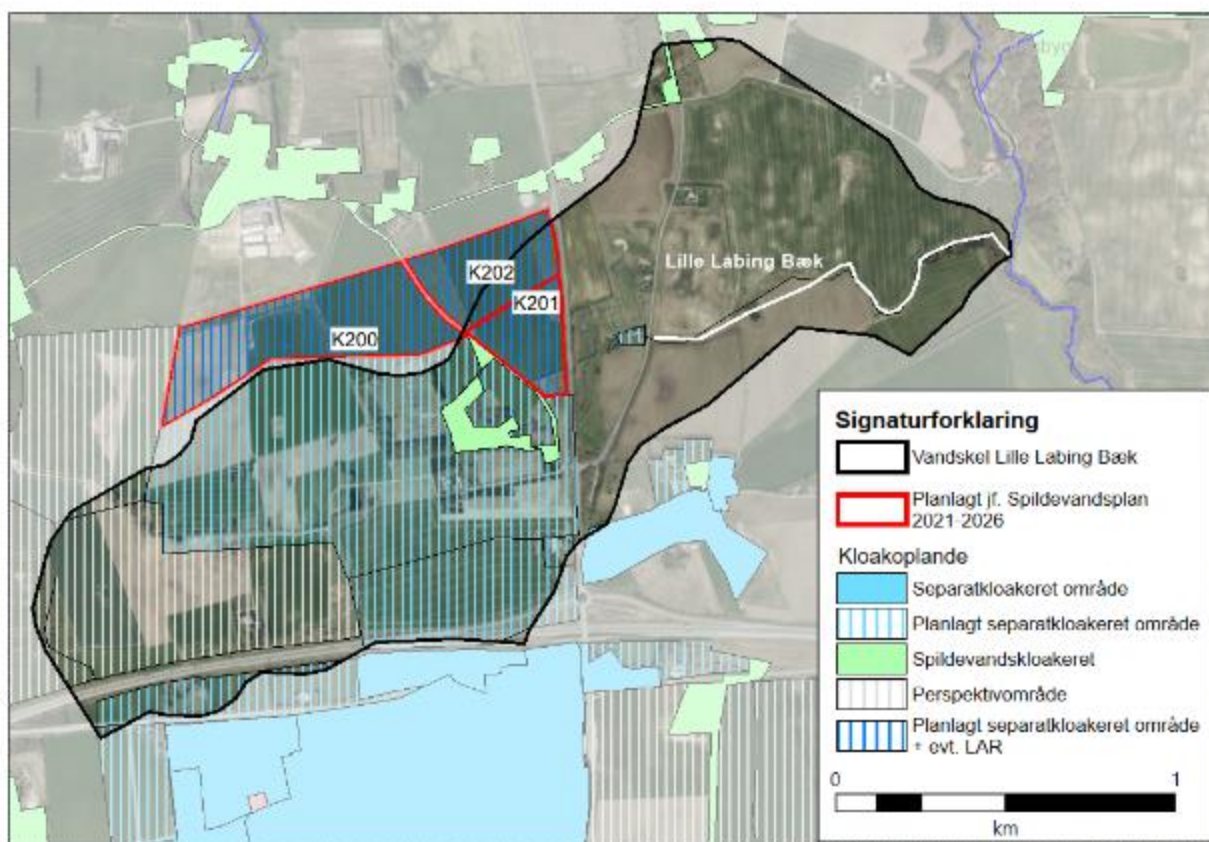 K202
K201
K200
Lille Labing Bæk
Signaturforklaring
Vandskel Lille Labing Bæk
Planlagt jf. Spildevandsplan
2021-2026
Kloakoplande
Separatkloakeret område
Planlagt separatkloakeret område
Spildevandskloakeret
Perspektivområde
Planlagt separatkloakeret område
+ evt. LAR
0 1
km